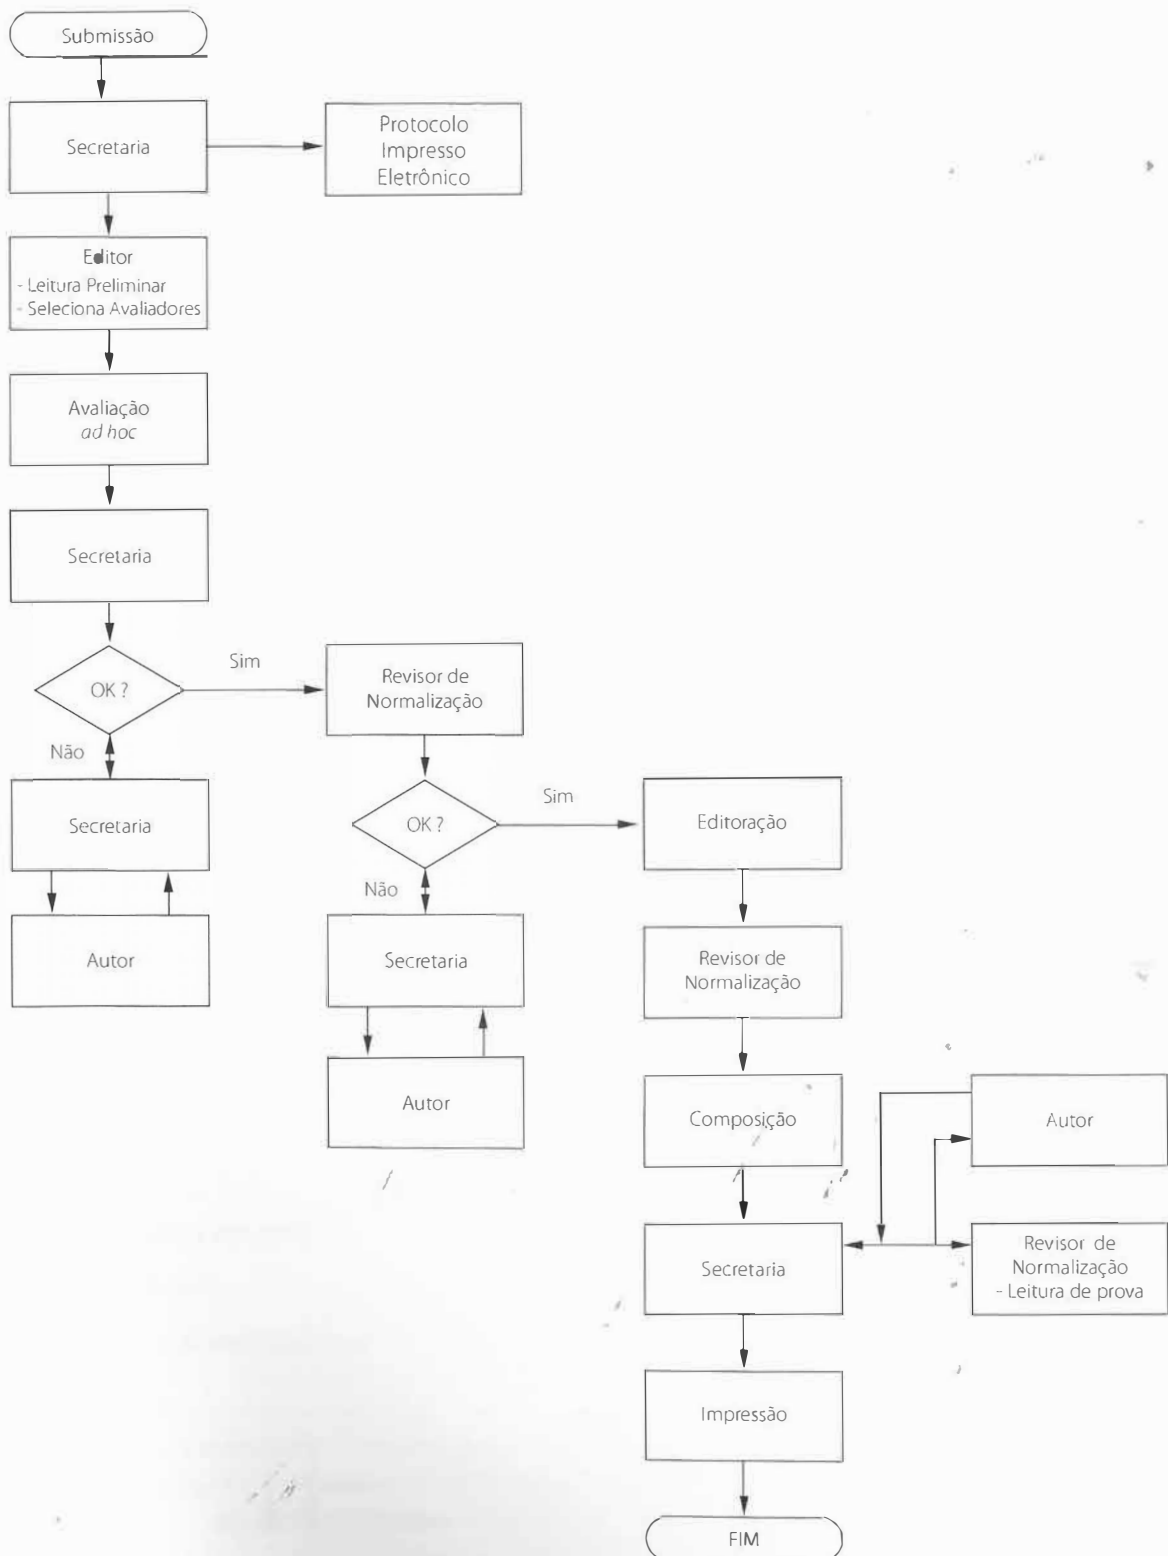 Submissão
Secretaria
Protocolo
Impresso
Eletrônico
Editor
- Leitura Preliminar
- Seleciona Avaliadores
Avaliação
ad hoc
Secretaria
OK ?
Sim
Revisor de
Normalização
Não
Secretaria
Autor
OK ?
Sim
Editoração
Não
Secretaria
Autor
Revisor de
Normalização
Composição
Autor
Secretaria
Revisor de
Normalização
- Leitura de prova
Impressão
FIM